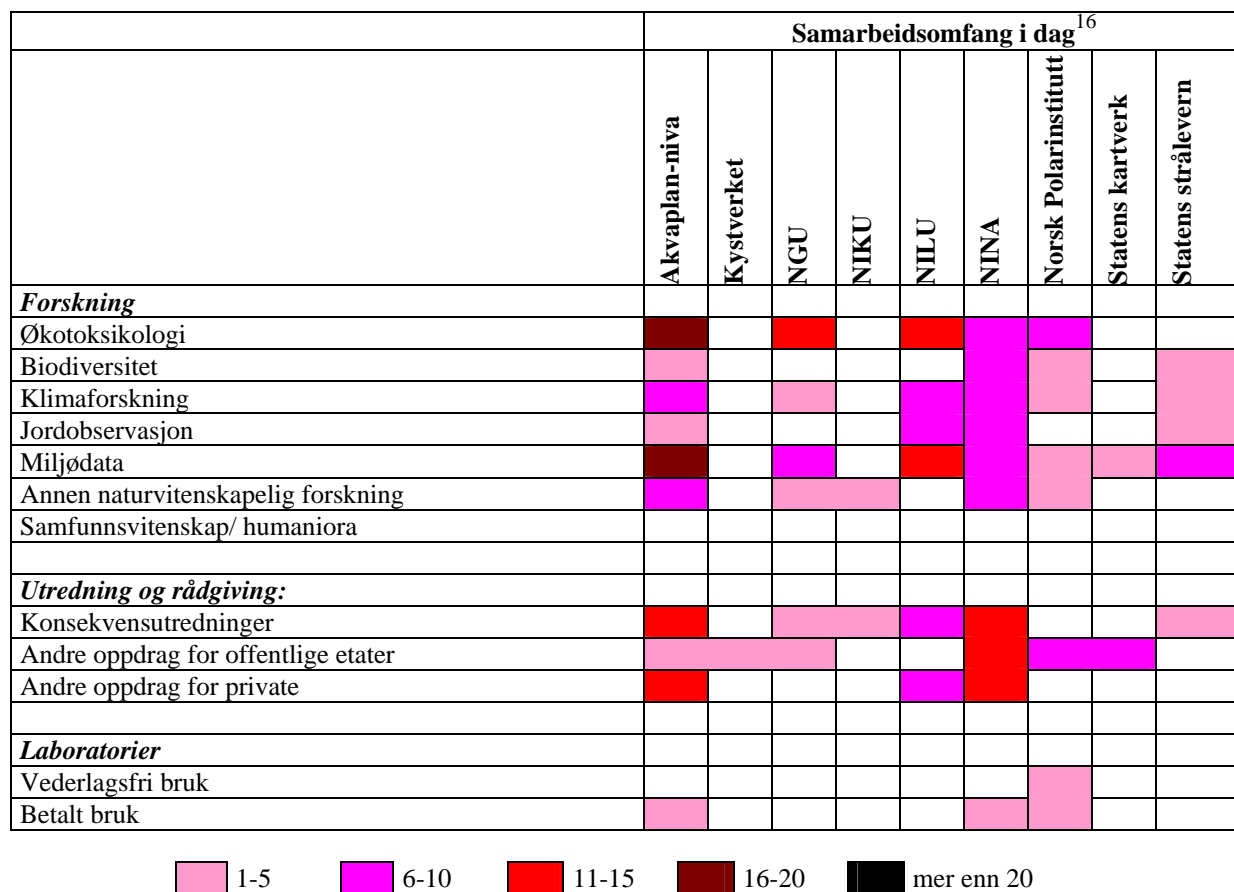 Samarbeidsomfang i dag16
Akvaplan-niva
Kystverket
NGU
NIKU
NILU
NINA
Norsk Polarinstitutt
Statens kartverk
Statens strålevern
Forskning
Økotoksikologi
Biodiversitet
Klimaforskning
Jordobservasjon
Miljødata
Annen naturvitenskapelig forskning
Samfunnsvitenskap/ humaniora
Utredning og rådgiving:
Konsekvensutredninger
Andre oppdrag for offentlige etater
Andre oppdrag for private
Laboratorier
Vederlagsfri bruk
Betalt bruk
1-5 6-10 11-15 16-20 mer enn 20